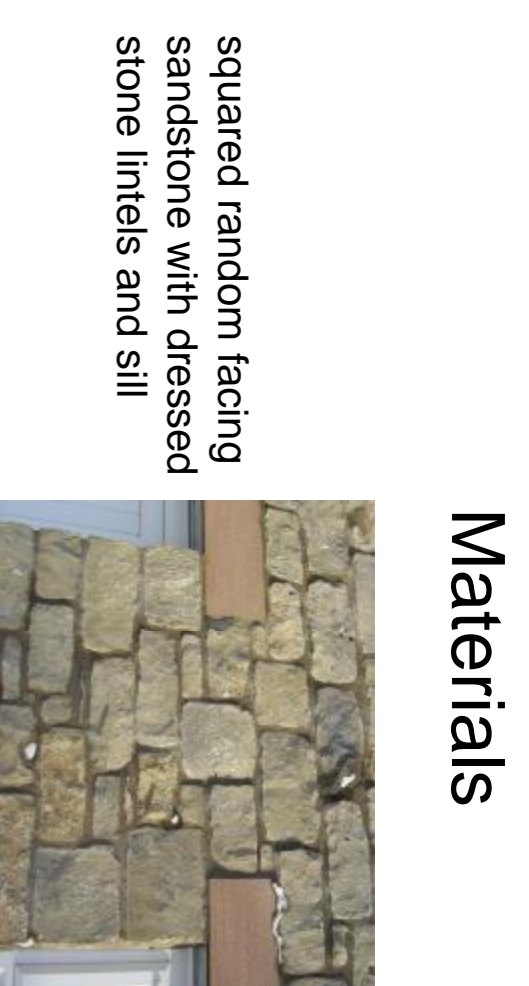 Materials
squared random facing
sandstone with dressed
stone lintels and sill